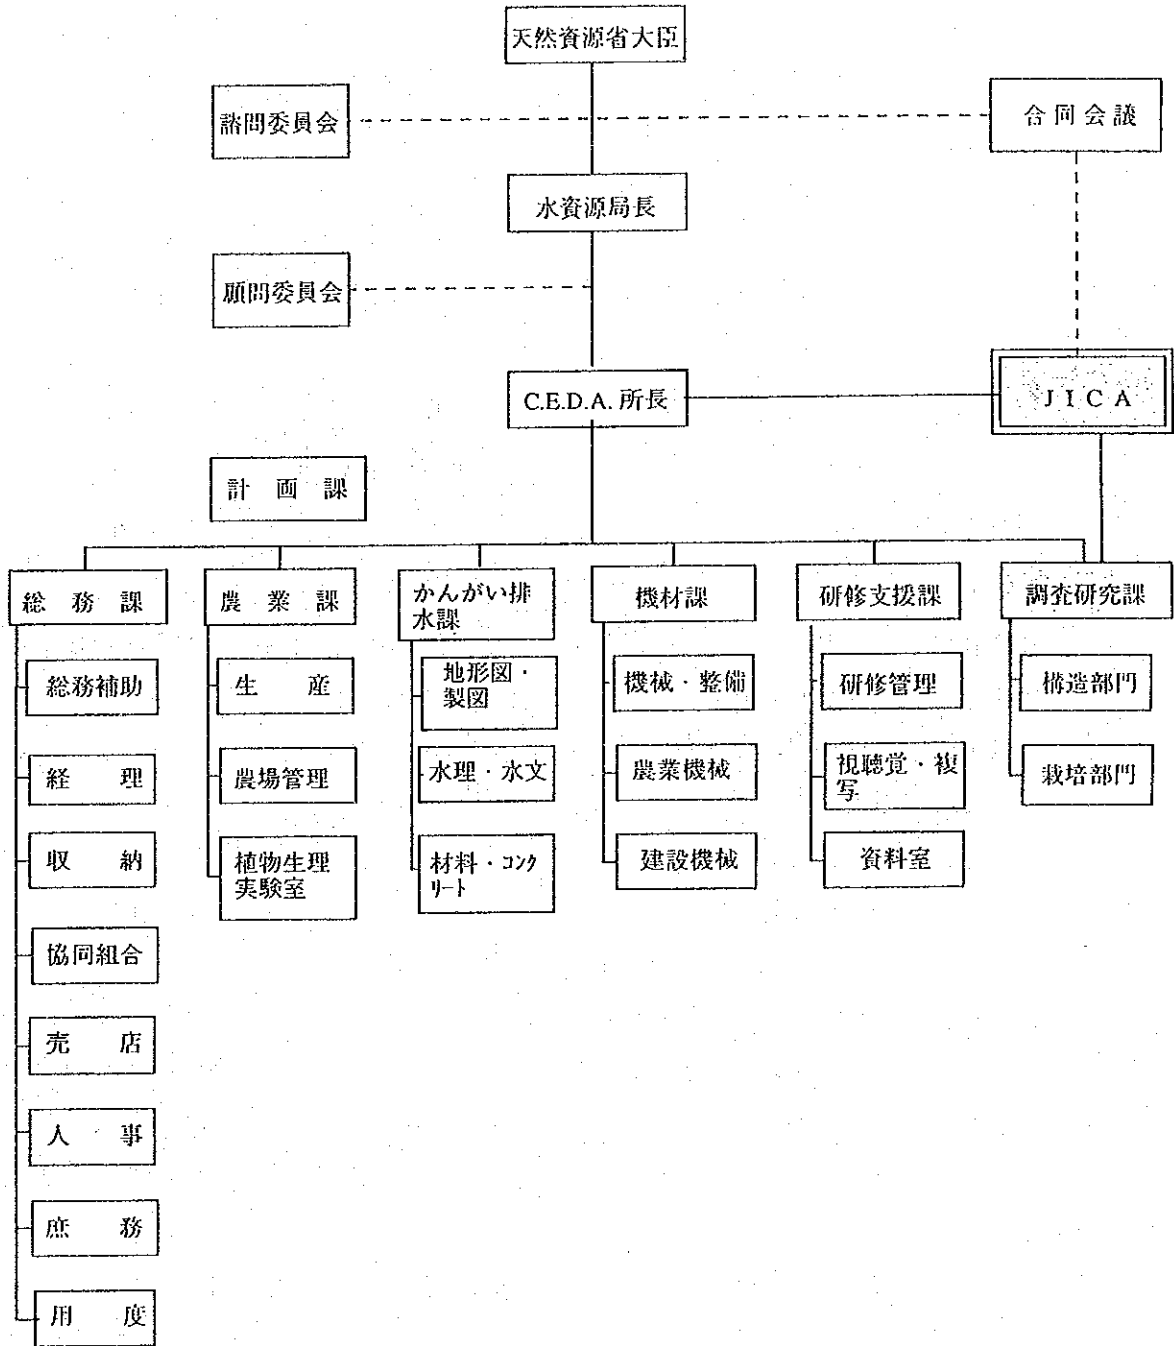 天然資源省大臣
諮問委員会
合同会議
水資源局長
顧問委員会
C.E.D.A. 所長
JICA
計画課
総務課
農業課
かんがい排
水課
機材課
研修支援課
調査研究課
総務補助
経理
収納
協同組合
売店
人事
庶務
用度
生産
農場管理
植物生理
実験室
地形図・
製図
水理・水文
材料・コンク
リート
機械・整備
農業機械
建設機械
研修管理
視聴覚・複
写
資料室
構造部門
栽培部門